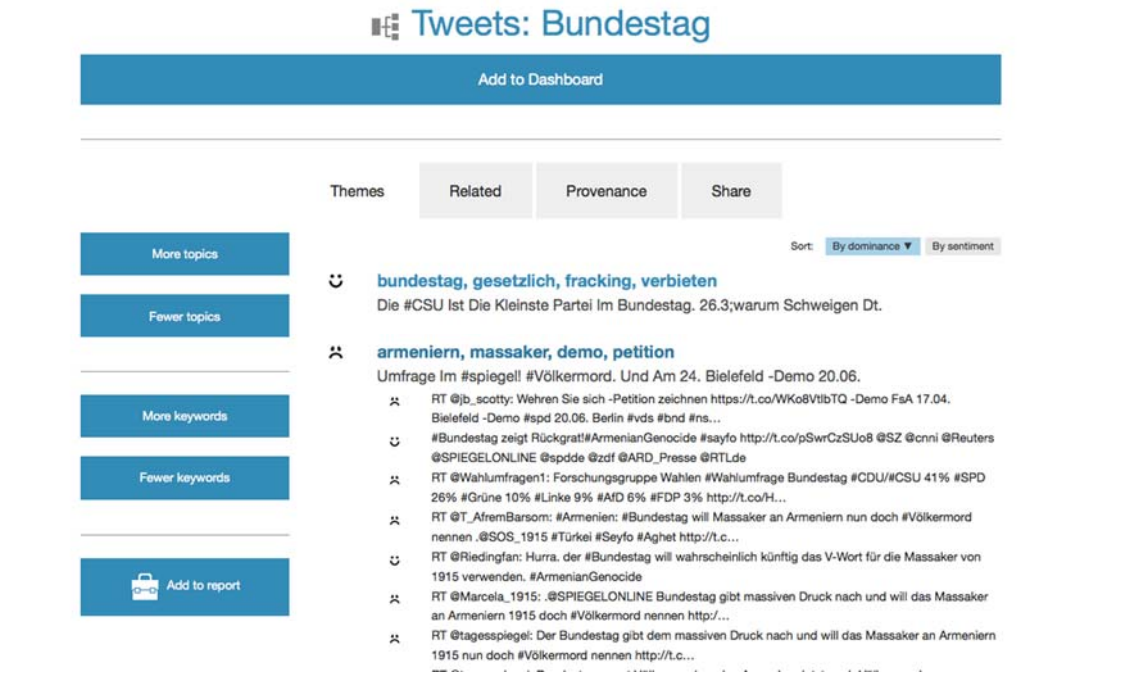 Tweets: Bundestag
Add to Dashboard
Themes
Related
Provenance
Share
Sort:
By dominance ▼
By sentiment
More topics
Fewer topics
More keywords
Fewer keywords
Add to report
bundestag, gesetzlich, fracking, verbieten
Die #CSU Ist Die Kleinste Partei Im Bundestag. 26.3;warum Schweigen Dt.
armeniern, massaker, demo, petition
Umfrage Im #spiegel! #Völkermord. Und Am 24. Bielefeld -Demo 20.06.
RT @jb_scotty: Wehren Sie sich -Petition zeichnen https://t.co/WKo8VtlbTQ -Demo FsA 17.04.
Bielefeld -Demo #spd 20.06. Berlin #vds #bnd #ns...
#Bundestag zeigt Rückgrat!#ArmenianGenocide #sayfo http://t.co/pSwrCzSUo8 @SZ @cnni @Reuters
@SPIEGELONLINE @spdde @zdf @ARD_Presse @RTLde
RT @Wahlumfragen1: Forschungsgruppe Wahlen #Wahlumfrage Bundestag #CDU/#CSU 41% #SPD
26% #Grüne 10% #Linke 9% #AfD 6% #FDP 3% http://t.co/H...
RT @T_AfremBarsom: #Armenien: #Bundestag will Massaker an Armeniern nun doch #Völkermord
nennen .@SOS_1915 #Türkei #Seyfo #Aghet http://t.c...
RT @Riedingfan: Hurra. der #Bundestag will wahrscheinlich künftig das V-Wort für die Massaker von
1915 verwenden. #ArmenianGenocide
RT @Marcela_1915: .@SPIEGELONLINE Bundestag gibt massiven Druck nach und will das Massaker
an Armeniern 1915 doch #Völkermord nennen http:/...
RT @tagesspiegel: Der Bundestag gibt dem massiven Druck nach und will das Massaker an Armeniern
1915 nun doch #Völkermord nennen http://t.c...